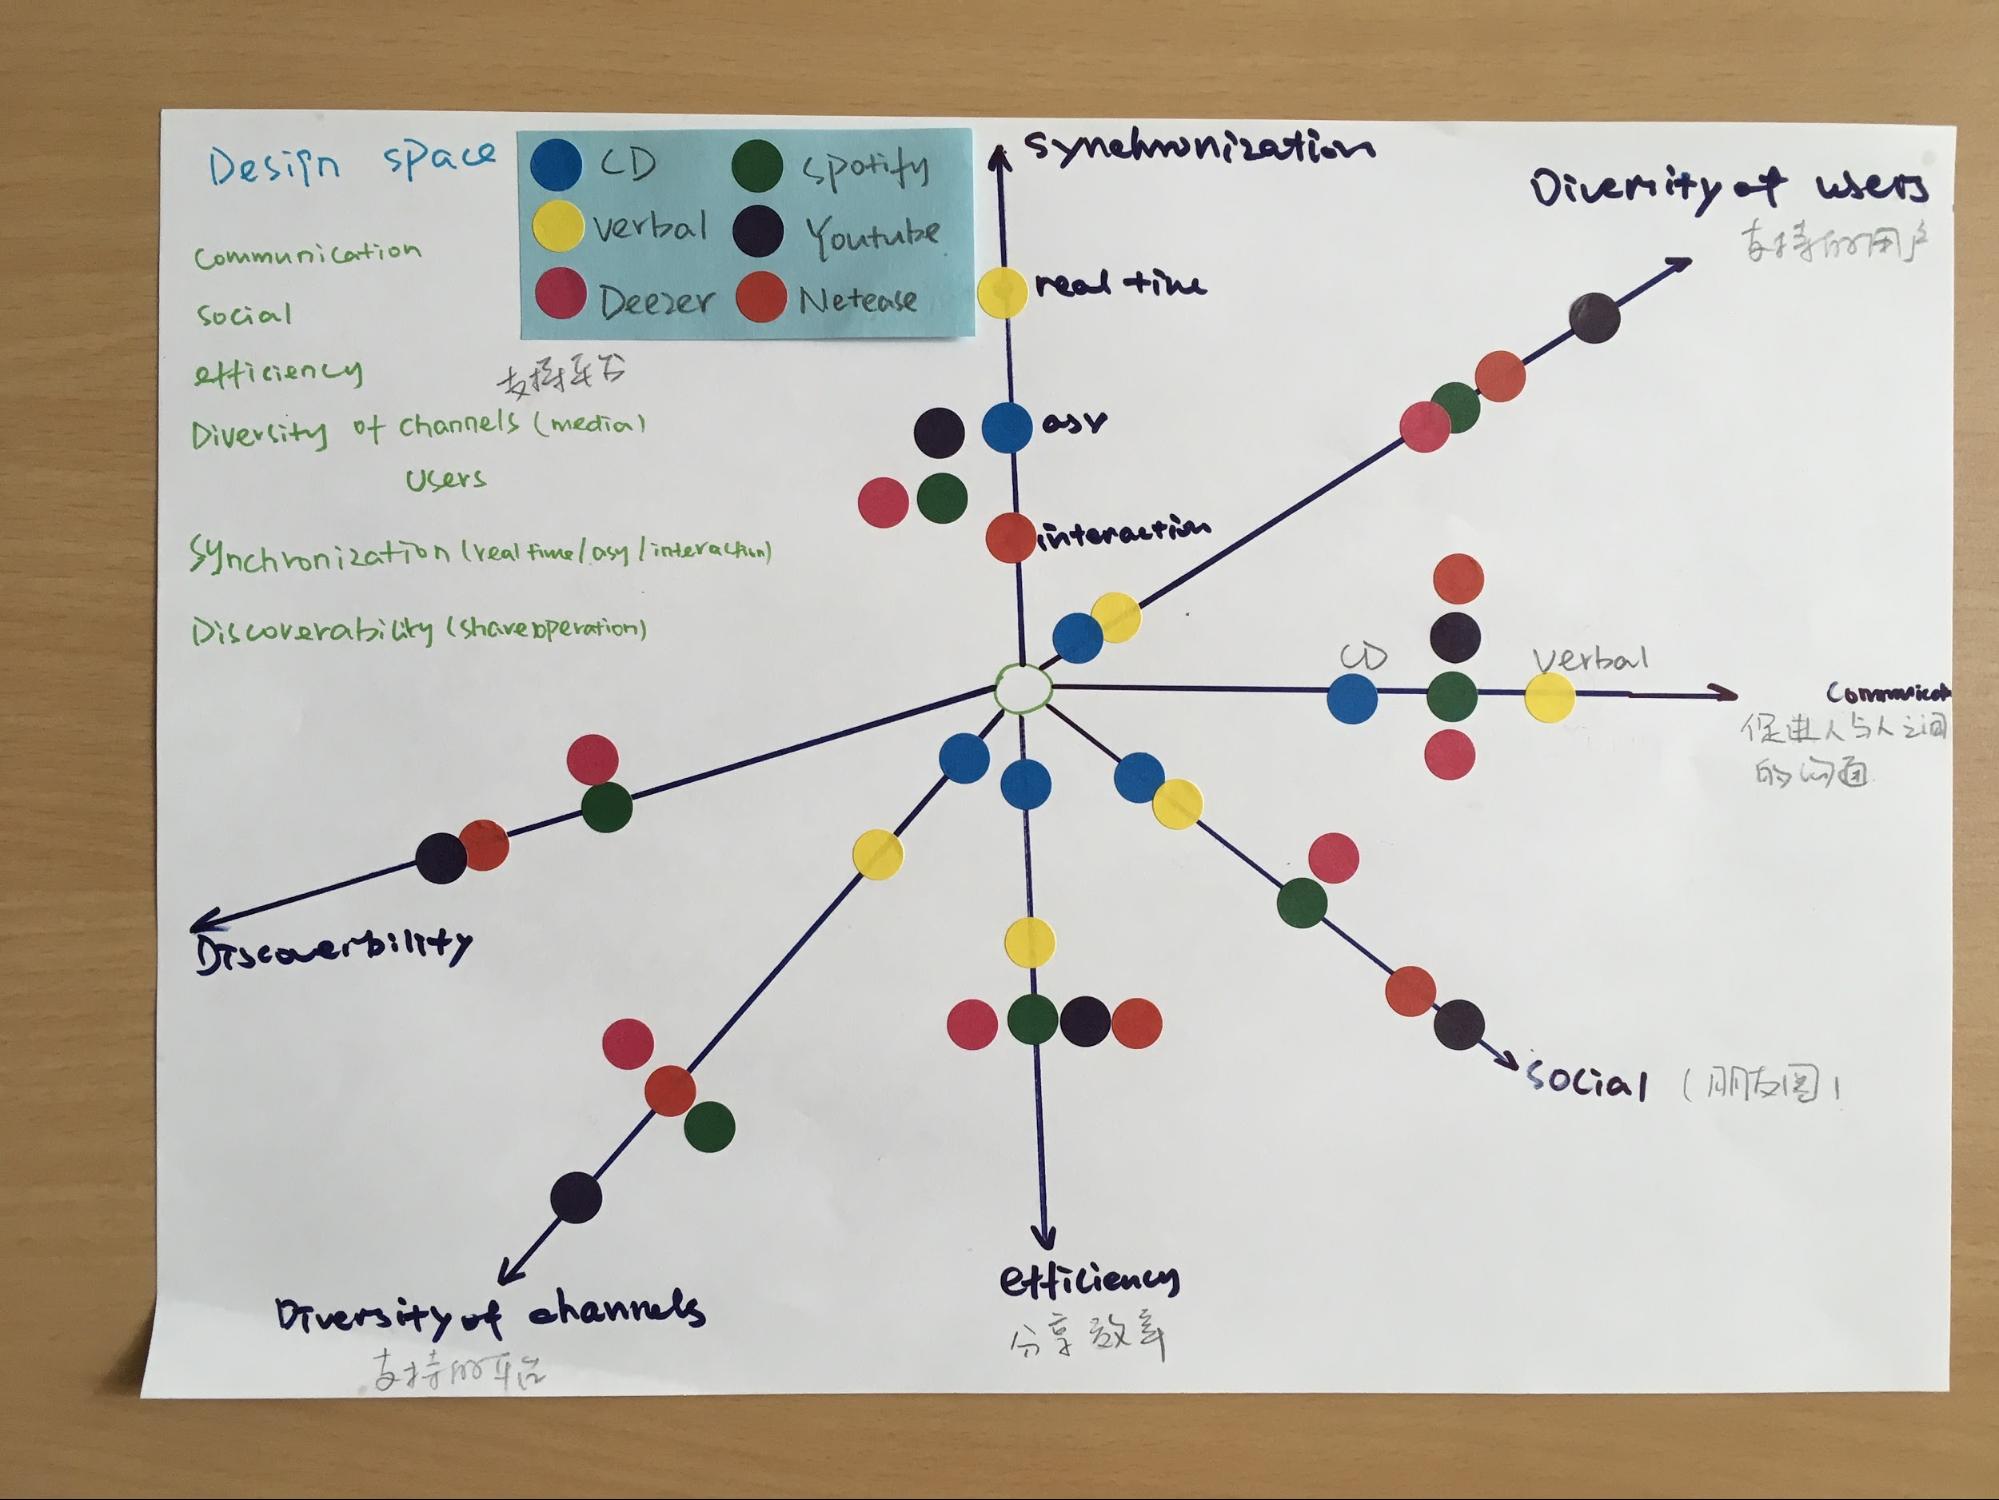 Design space
CD
Spotify
Verbal
Youtube
Deezer
Netease
Communication
social
efficiency
支持平台
Diversity of channels (media)
Users
Synchronization (real time/asy/interaction)
Discoverability (share operation)
Synchronization
real time
asy
interaction
Diversity of users
支持的用户
CD
Verbal
Communicat
促进人与人之间
的沟通
Social (朋友圈)
efficiency
分享效率
Diversity of channels
支持的平台
Discoverbility